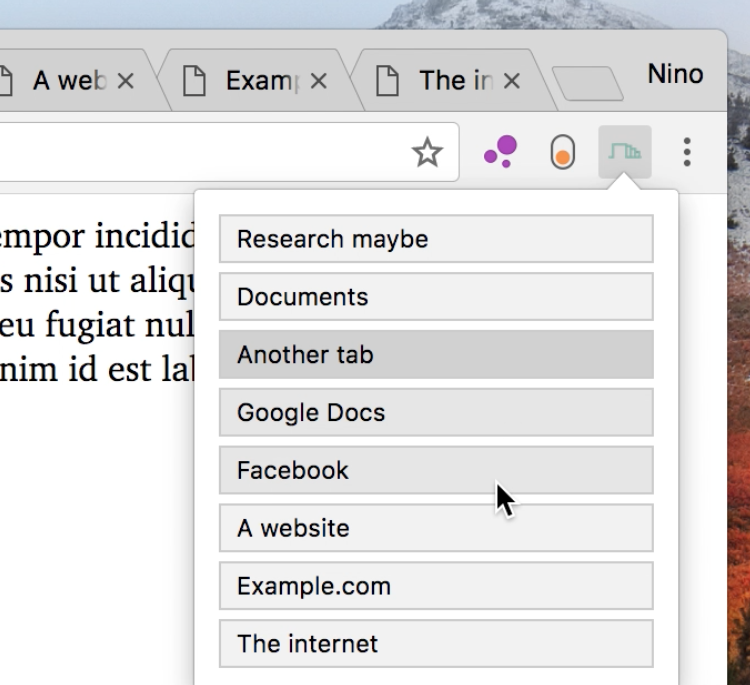 A web
Examp
The in
Nino
empor incidid
s nisi ut aliqu
eu fugiat nul
nim id est lab
Research maybe
Documents
Another tab
Google Docs
Facebook
A website
Example.com
The internet